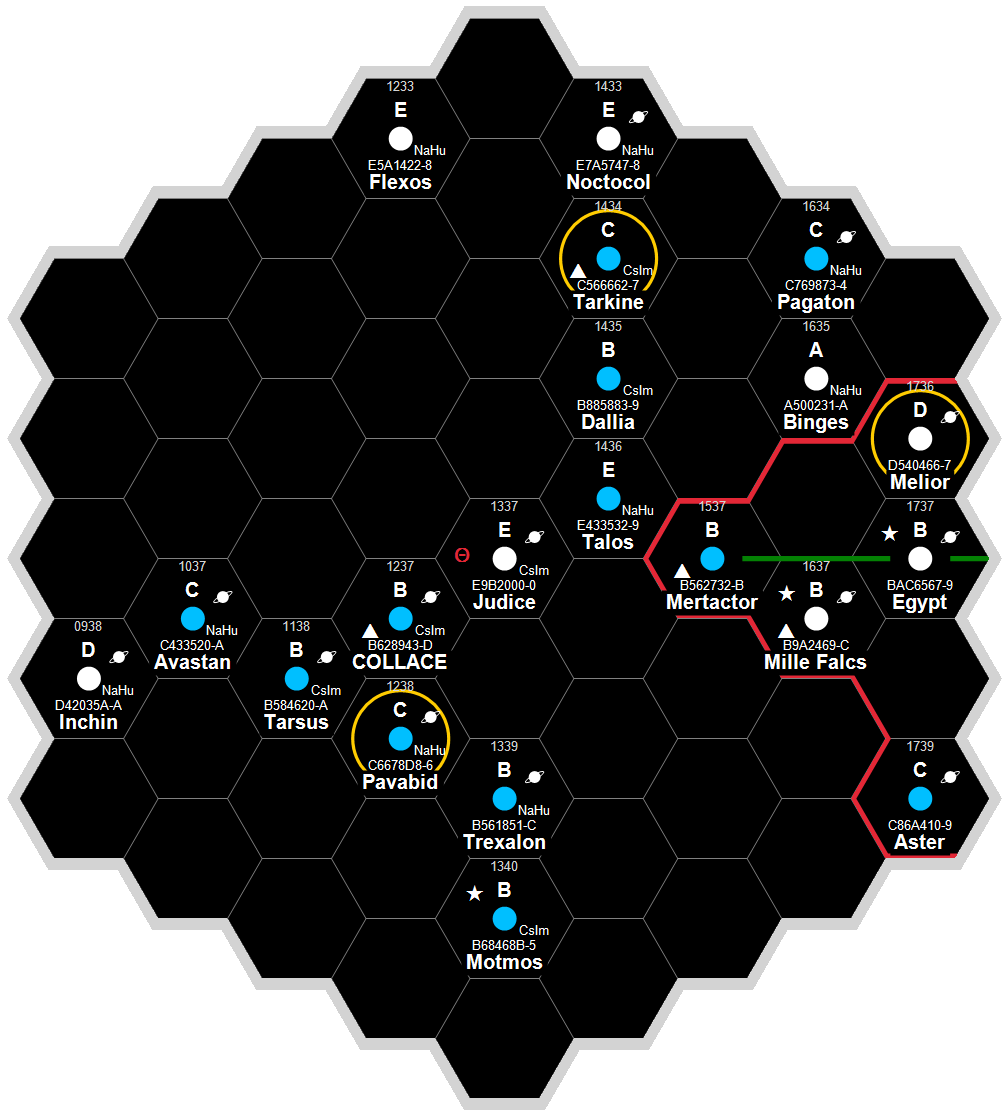 1233
E
NaHu
E5A1422-8
Flexos
1433
E
NaHu
E7A5747-8
Noctocol
1434
C
CsIm
C566662-7
Tarkine
1634
C
NaHu
C769873-4
Pagaton
1435
B
CsIm
B885883-9
Dallia
1635
A
NaHu
A500231-A
Binges
1736
D
D540466-7
Melior
1436
E
NaHu
E433532-9
Talos
1337
E
Θ
CsIm
E9B2000-0
Judice
1537
B
B562732-B
Mertactor
1737
B
BAC6567-9
Egypt
1037
C
NaHu
C433520-A
Avastan
1237
B
CsIm
B628943-D
COLLACE
1637
B
B9A2469-C
Mille Falcs
0938
D
NaHu
D42035A-A
Inchin
1138
B
CsIm
B584620-A
Tarsus
1238
C
NaHu
C6678D8-6
Pavabid
1339
B
NaHu
B561851-C
Trexalon
1739
C
C86A410-9
Aster
1340
B
CsIm
B68468B-5
Motmos